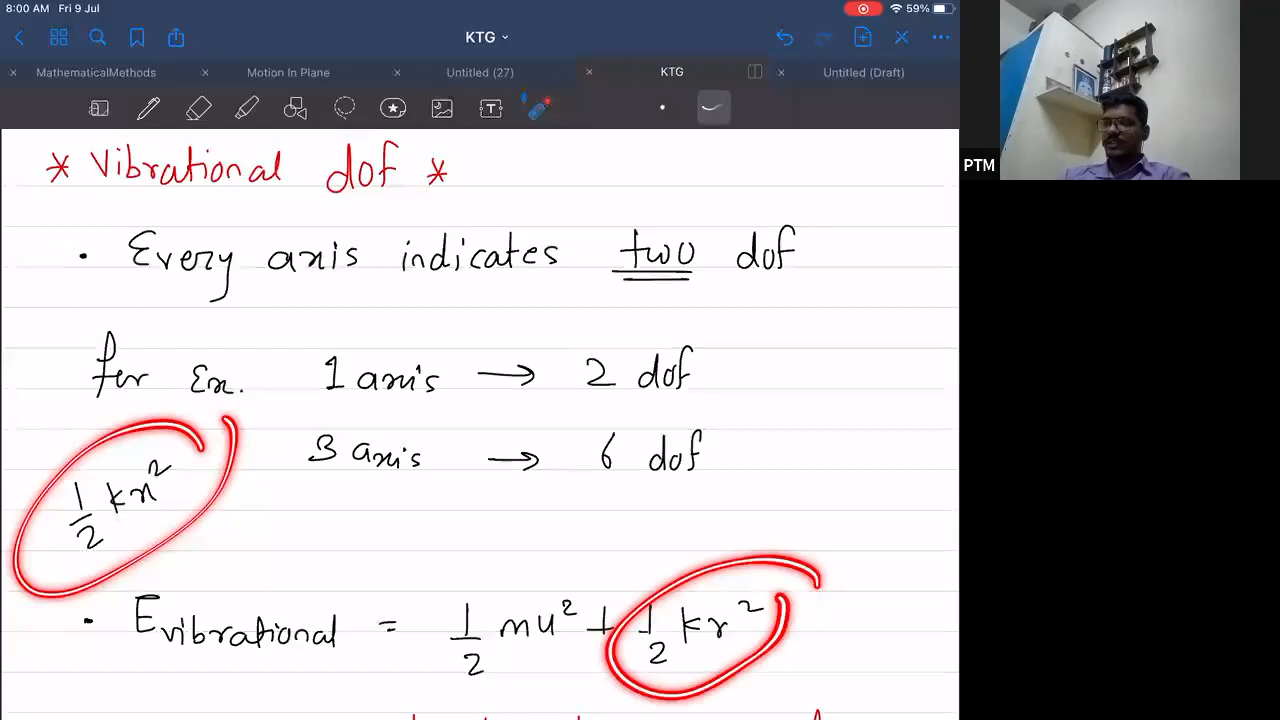 8:00 AM Fri 9 Jul 59%
KTG
MathematicalMethods Motion In Plane Untitled (27) KTG Untitled (Draft)
PTM
* Vibrational dof *
• Every axis indicates two dof
for Ex. 1 axis → 2 dof
3 axis → 6 dof
1/2 kx²
• Evibrational = 1/2 mu² + 1/2 kr²